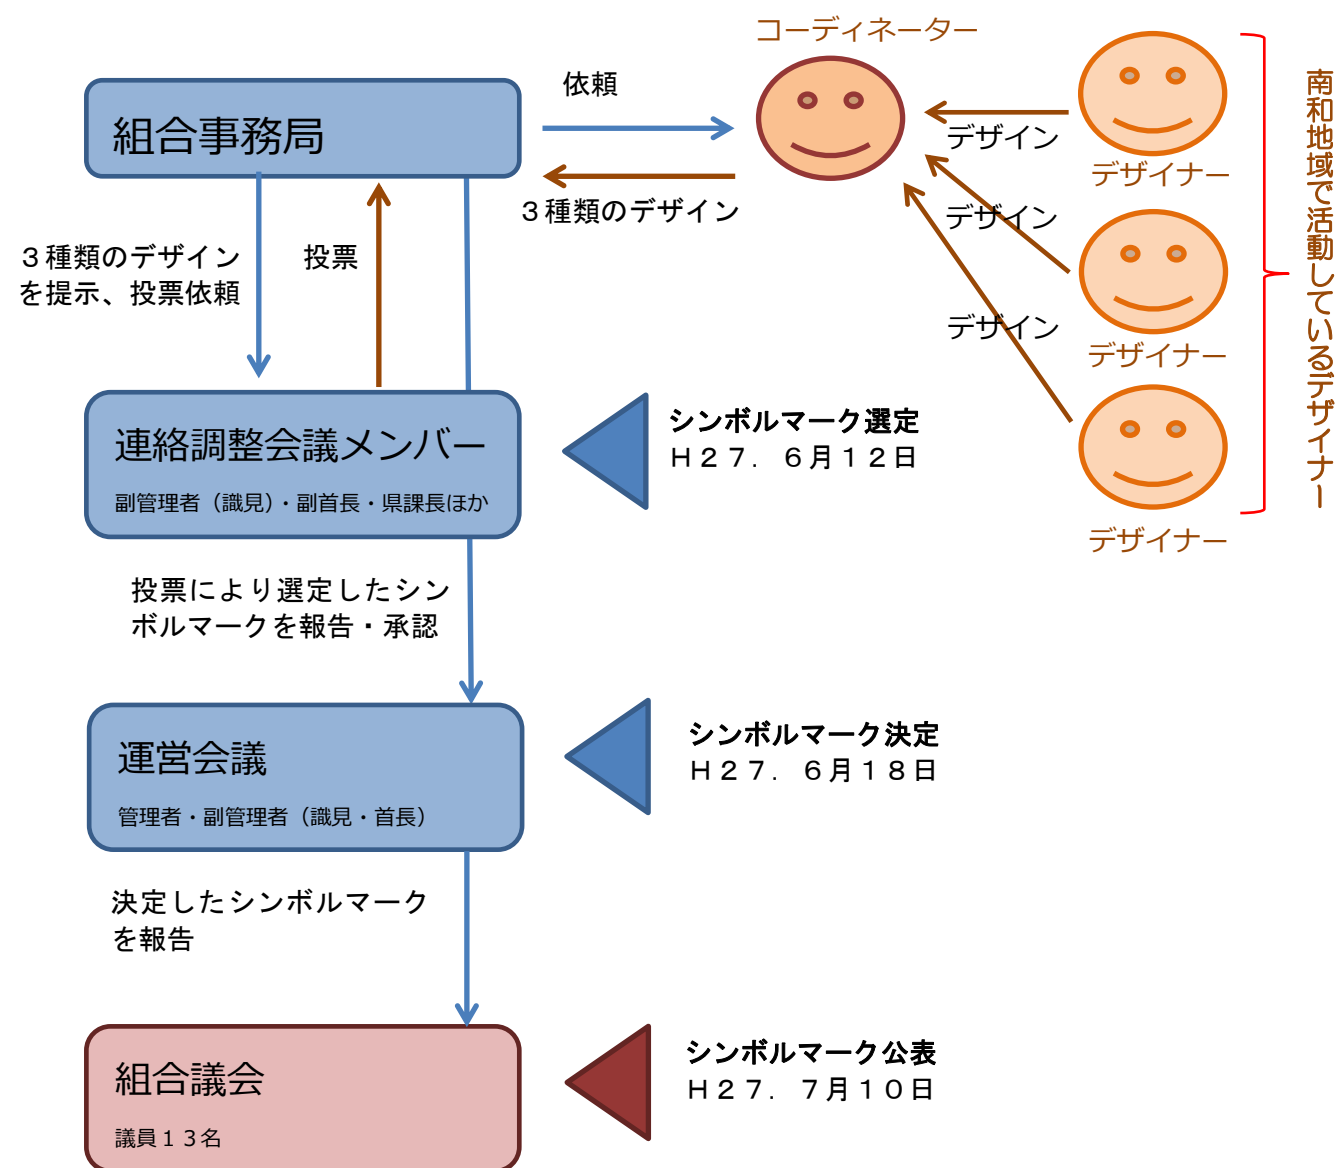 コーディネーター
組合事務局
依頼
３種類のデザイン
デザイン
デザイナー
デザイン
デザイナー
デザイン
デザイナー
南和地域で活動しているデザイナー
３種類のデザイン
を提示、投票依頼
投票
連絡調整会議メンバー
副管理者（識見）・副首長・県課長ほか
シンボルマーク選定
Ｈ２７．６月１２日
投票により選定したシン
ボルマークを報告・承認
運営会議
管理者・副管理者（識見・首長）
シンボルマーク決定
Ｈ２７．６月１８日
決定したシンボルマーク
を報告
組合議会
議員１３名
シンボルマーク公表
Ｈ２７．７月１０日